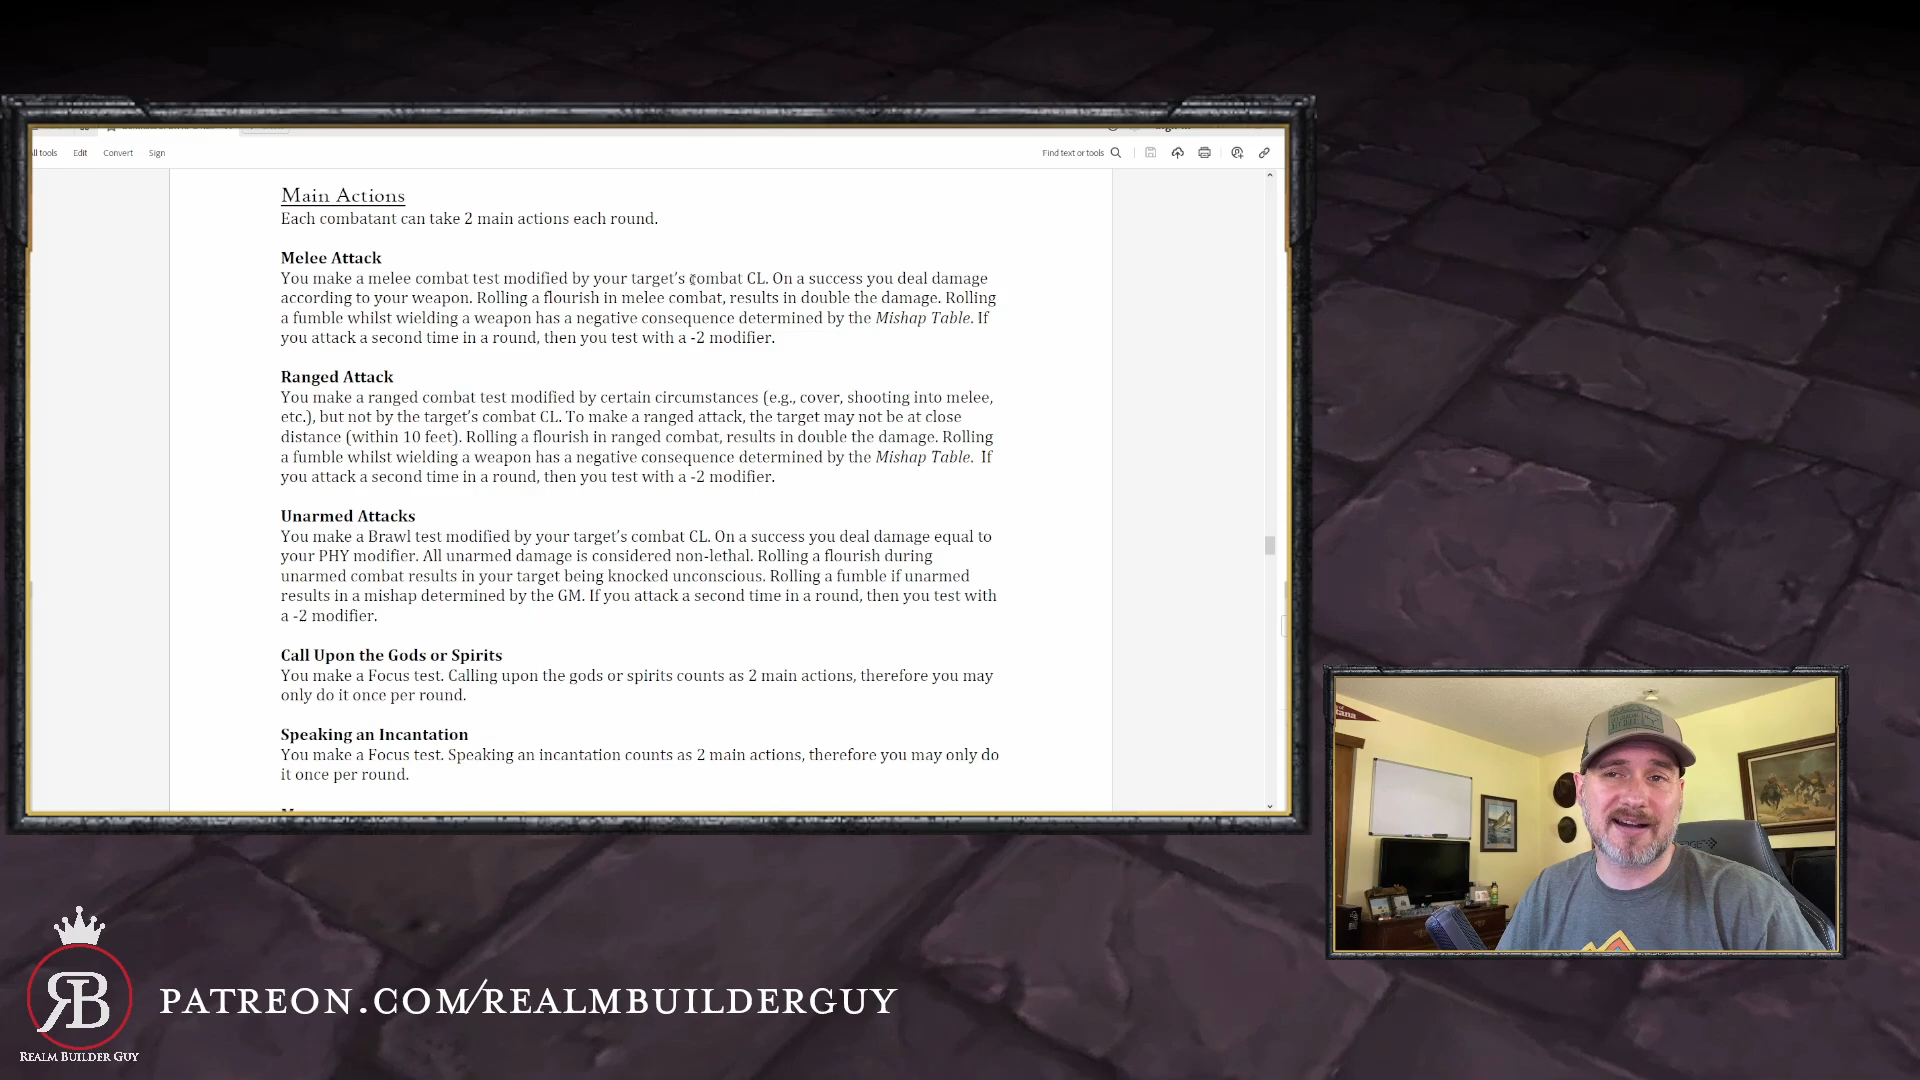 All tools Edit Convert Sign Find text or tools
Main Actions
Each combatant can take 2 main actions each round.
Melee Attack
You make a melee combat test modified by your target's combat CL. On a success you deal damage
according to your weapon. Rolling a flourish in melee combat, results in double the damage. Rolling
a fumble whilst wielding a weapon has a negative consequence determined by the Mishap Table. If
you attack a second time in a round, then you test with a -2 modifier.
Ranged Attack
You make a ranged combat test modified by certain circumstances (e.g., cover, shooting into melee,
etc.), but not by the target's combat CL. To make a ranged attack, the target may not be at close
distance (within 10 feet). Rolling a flourish in ranged combat, results in double the damage. Rolling
a fumble whilst wielding a weapon has a negative consequence determined by the Mishap Table. If
you attack a second time in a round, then you test with a -2 modifier.
Unarmed Attacks
You make a Brawl test modified by your target's combat CL. On a success you deal damage equal to
your PHY modifier. All unarmed damage is considered non-lethal. Rolling a flourish during
unarmed combat results in your target being knocked unconscious. Rolling a fumble if unarmed
results in a mishap determined by the GM. If you attack a second time in a round, then you test with
a -2 modifier.
Call Upon the Gods or Spirits
You make a Focus test. Calling upon the gods or spirits counts as 2 main actions, therefore you may
only do it once per round.
Speaking an Incantation
You make a Focus test. Speaking an incantation counts as 2 main actions, therefore you may only do
it once per round.
RB
REALM BUILDER GUY
PATREON.COM/REALMBUILDERGUY